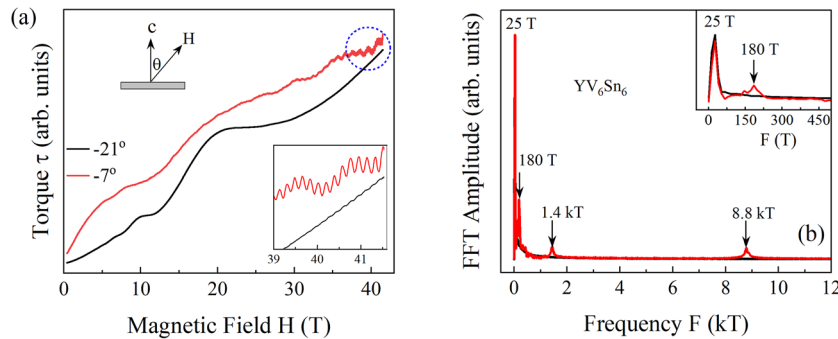 (a)
c
H
θ
-21°
-7°
Torque τ (arb. units)
39 40 41
0 10 20 30 40
Magnetic Field H (T)
25 T
180 T
1.4 kT
8.8 kT
YV₆Sn₆
(b)
25 T
180 T
0 150 300 450
F (T)
FFT Amplitude (arb. units)
0 2 4 6 8 10 12
Frequency F (kT)